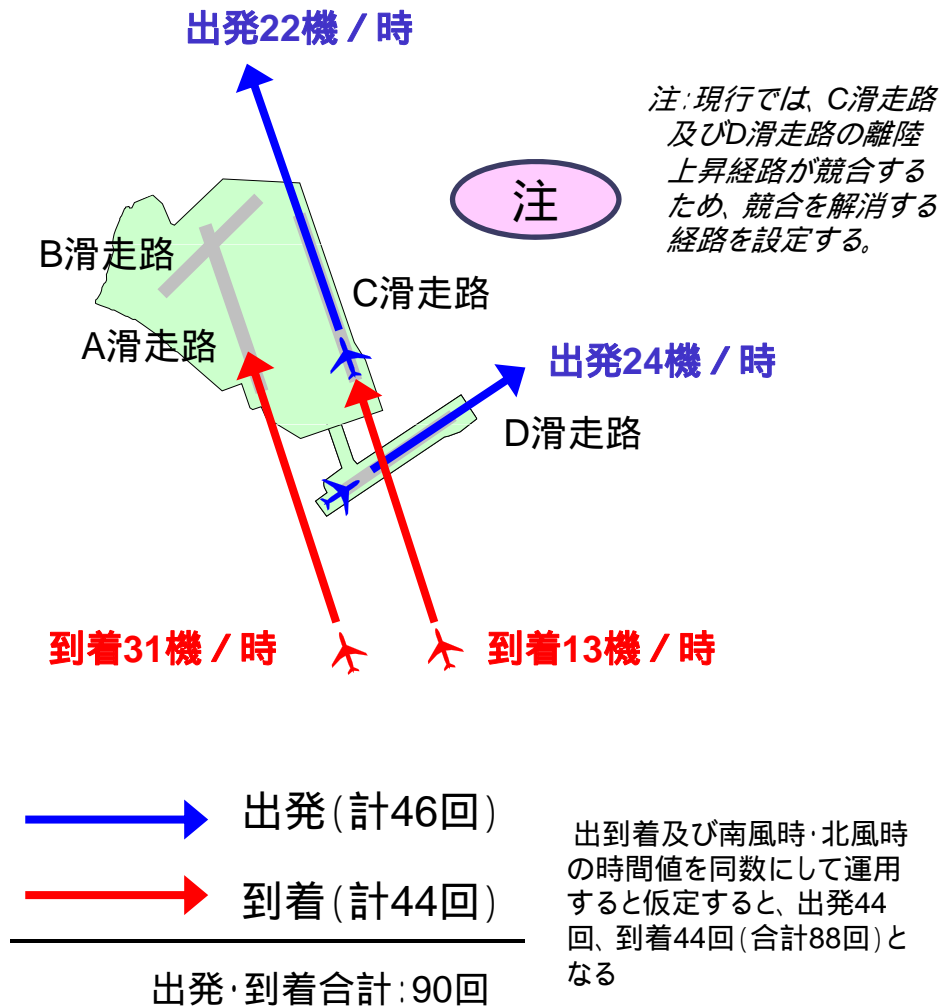 出発22機／時
注：現行では、C滑走路
及びD滑走路の離陸
上昇経路が競合する
ため、競合を解消する
経路を設定する。
注
B滑走路
C滑走路
A滑走路
出発24機／時
D滑走路
到着31機／時
到着13機／時
出発（計46回）
到着（計44回）
出発・到着合計：90回
出到着及び南風時・北風時
の時間値を同数にして運用
すると仮定すると、出発44
回、到着44回（合計88回）と
なる